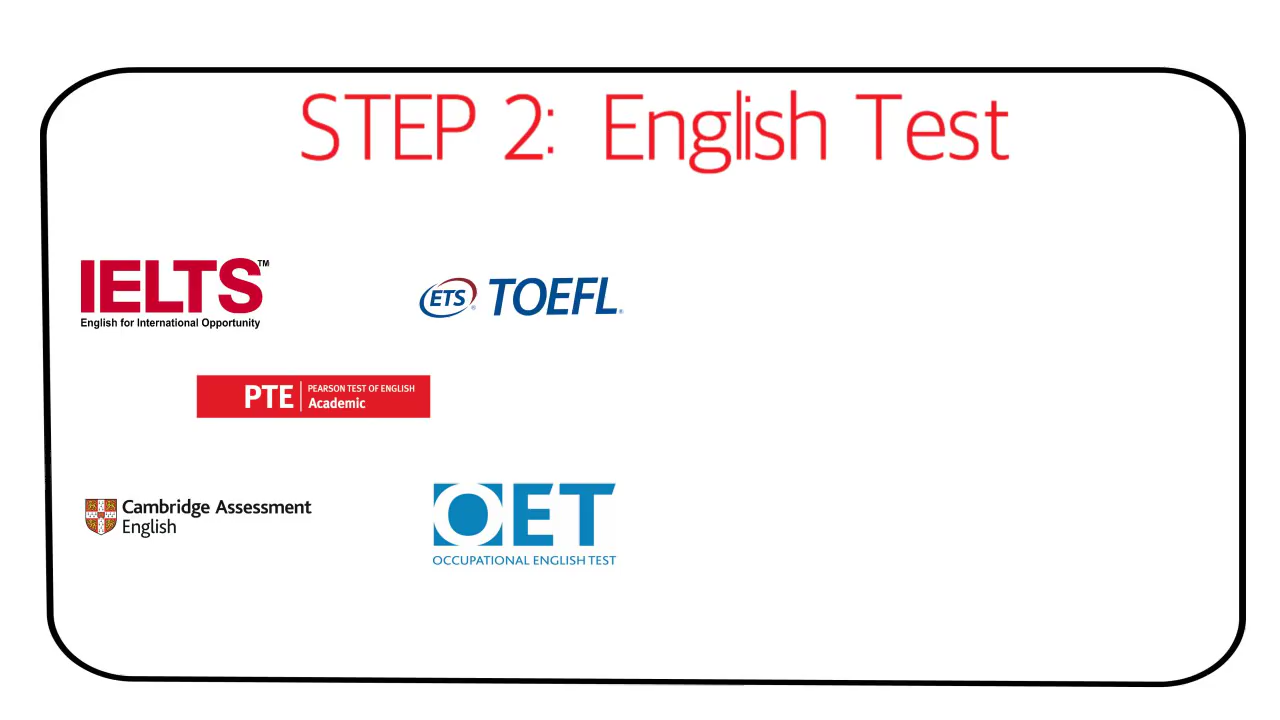 STEP 2: English Test
IELTS™
English for International Opportunity
ETS® TOEFL®
PTE PEARSON TEST OF ENGLISH
Academic
Cambridge Assessment
English
OET
OCCUPATIONAL ENGLISH TEST